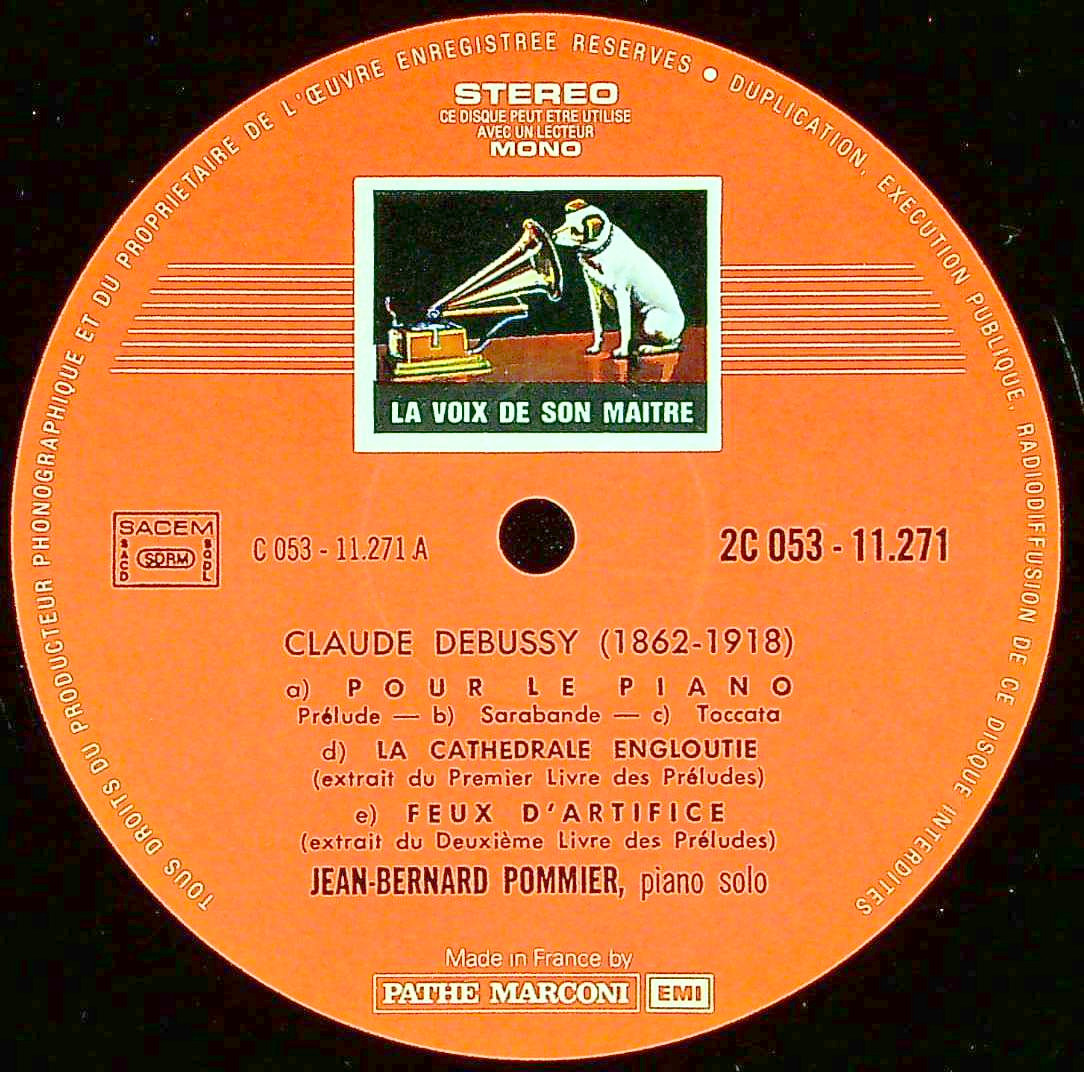 TOUS DROITS DU PRODUCTEUR PHONOGRAPHIQUE ET DU PROPRIETAIRE DE L'ŒUVRE ENREGISTREE RESERVES • DUPLICATION, EXECUTION PUBLIQUE, RADIODIFFUSION DE CE DISQUE INTERDITES
STEREO
CE DISQUE PEUT ETRE UTILISE
AVEC UN LECTEUR
MONO
LA VOIX DE SON MAITRE
SACEM
SACD SDRM SGDL
C 053 - 11.271 A
2C 053 - 11.271
CLAUDE DEBUSSY (1862-1918)
a) POUR LE PIANO
Prélude — b) Sarabande — c) Toccata
d) LA CATHEDRALE ENGLOUTIE
(extrait du Premier Livre des Préludes)
e) FEUX D'ARTIFICE
(extrait du Deuxième Livre des Préludes)
JEAN-BERNARD POMMIER, piano solo
Made in France by
PATHE MARCONI EMI